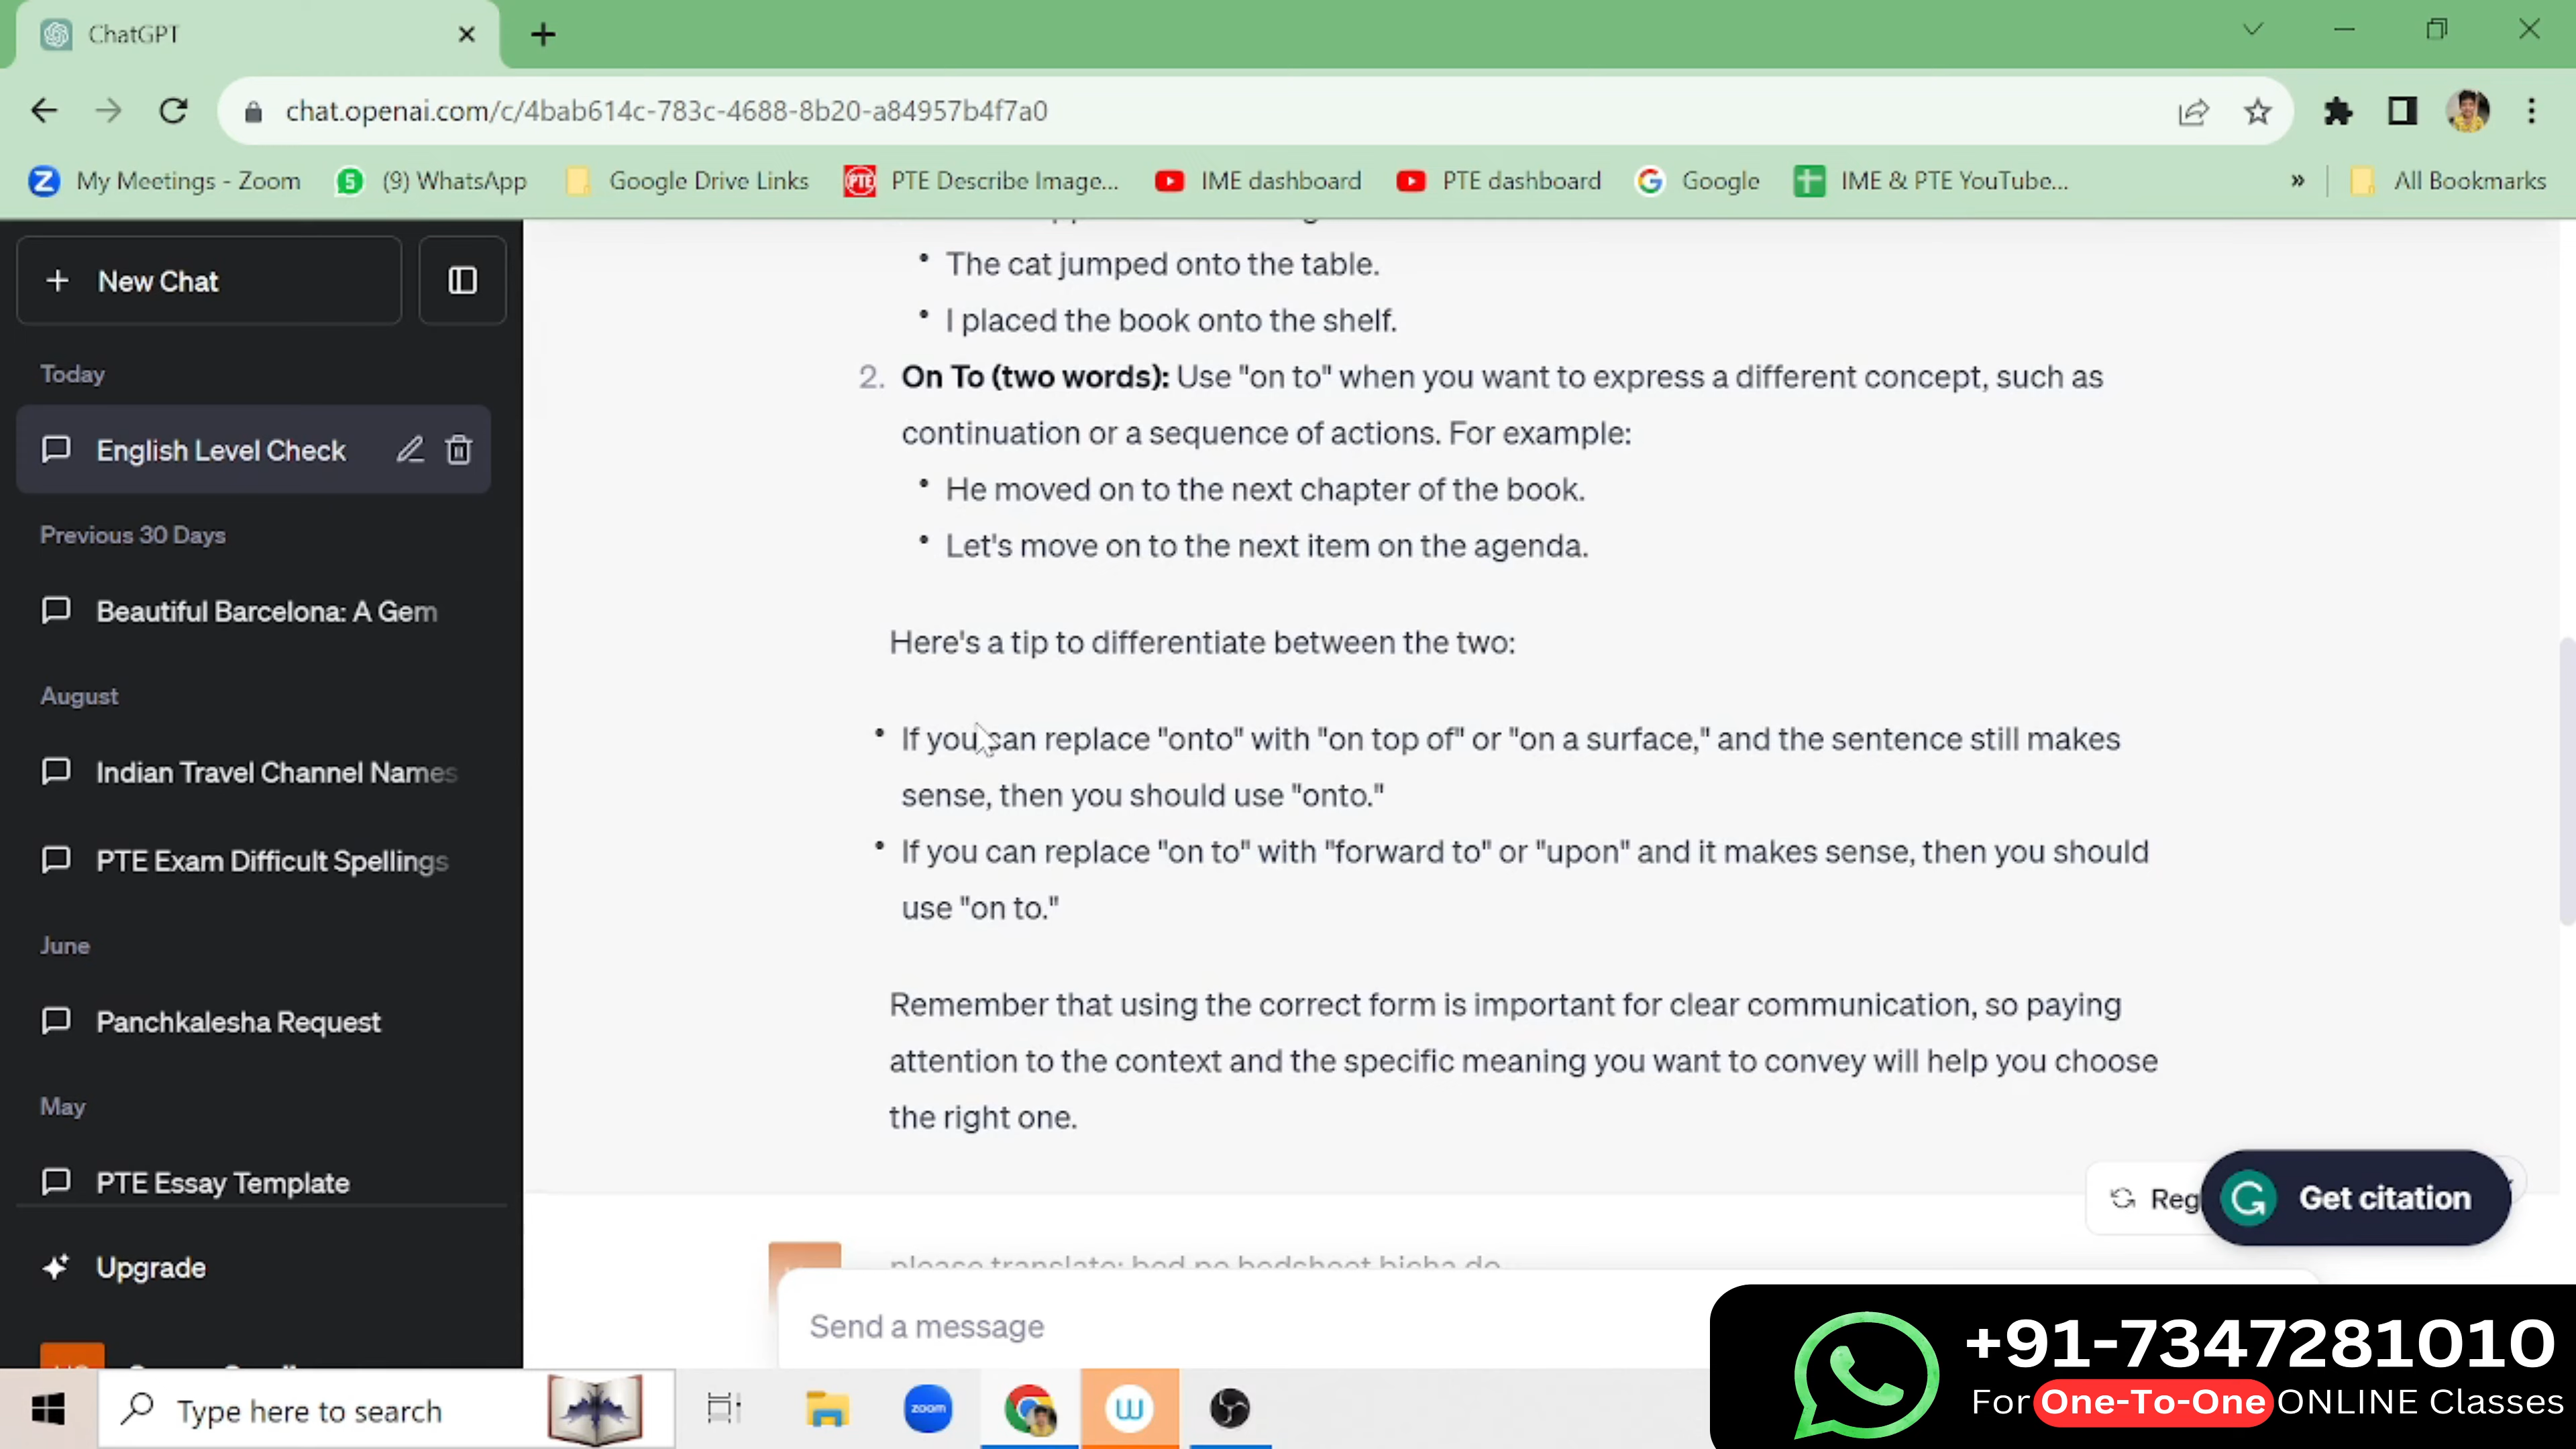 ChatGPT
chat.openai.com/c/4bab614c-783c-4688-8b20-a84957b4f7a0
My Meetings - Zoom
(9) WhatsApp
Google Drive Links
PTE Describe Image...
IME dashboard
PTE dashboard
Google
IME & PTE YouTube...
»
All Bookmarks
New Chat
Today
English Level Check
Previous 30 Days
Beautiful Barcelona: A Gem
August
Indian Travel Channel Names
PTE Exam Difficult Spellings
June
Panchkalesha Request
May
PTE Essay Template
Upgrade
• The cat jumped onto the table.
• I placed the book onto the shelf.
2. On To (two words): Use "on to" when you want to express a different concept, such as
continuation or a sequence of actions. For example:
• He moved on to the next chapter of the book.
• Let's move on to the next item on the agenda.
Here's a tip to differentiate between the two:
• If you can replace "onto" with "on top of" or "on a surface," and the sentence still makes
sense, then you should use "onto."
• If you can replace "on to" with "forward to" or "upon" and it makes sense, then you should
use "on to."
Remember that using the correct form is important for clear communication, so paying
attention to the context and the specific meaning you want to convey will help you choose
the right one.
Reg
Get citation
please translate: bed pe bedsheet bicha do
Send a message
Type here to search
zoom
+91-7347281010
For One-To-One ONLINE Classes